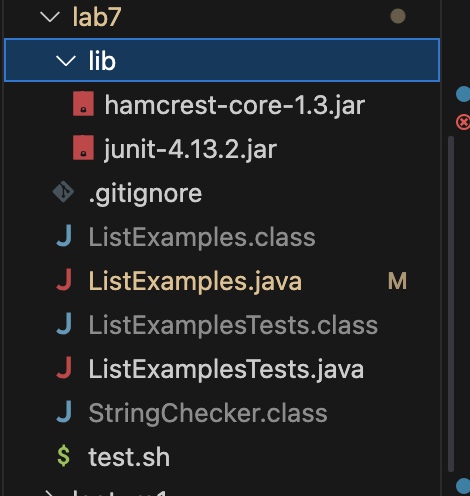 lab7
lib
hamcrest-core-1.3.jar
junit-4.13.2.jar
.gitignore
ListExamples.class
ListExamples.java M
ListExamplesTests.class
ListExamplesTests.java
StringChecker.class
$ test.sh